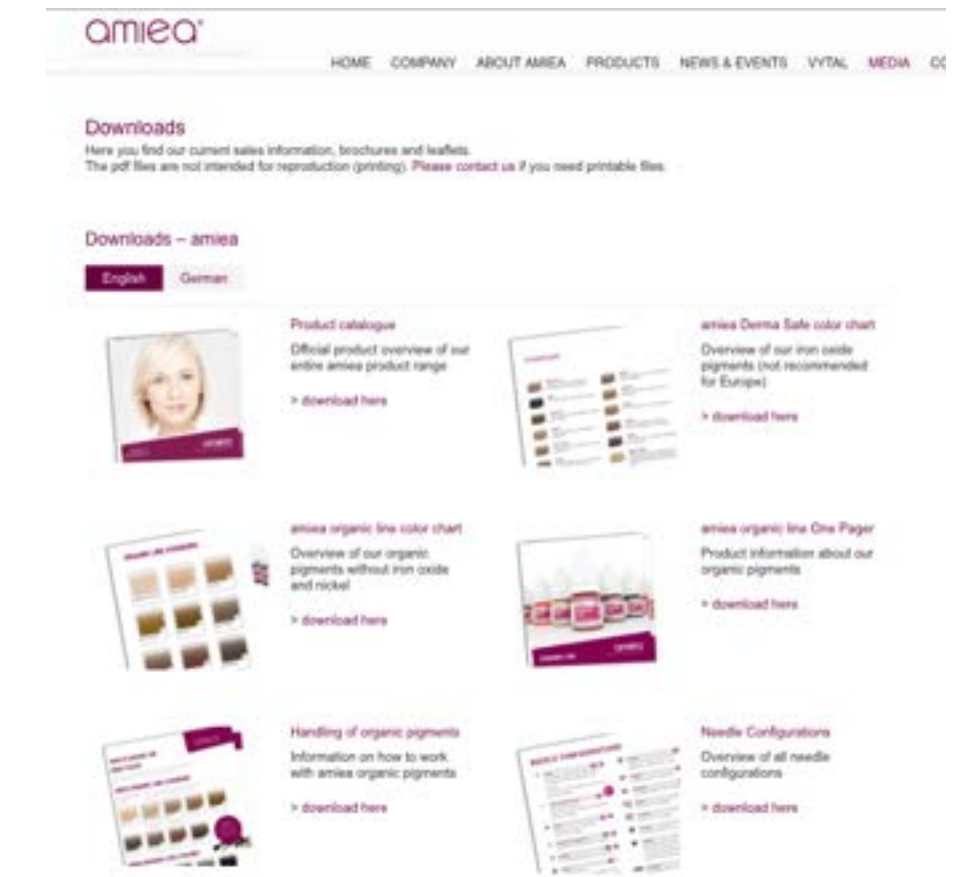 amiea
HOME COMPANY ABOUT AMIEA PRODUCTS NEWS & EVENTS VYTAL MEDIA CO
Downloads
Here you find our current sales information, brochures and leaflets.
The pdf files are not intended for reproduction (printing). Please contact us if you need printable files.
Downloads – amiea
English German
Product catalogue
Official product overview of our
entire amiea product range
> download here
amiea Derma Safe color chart
Overview of our iron oxide
pigments (not recommended
for Europe)
> download here
amiea organic line color chart
Overview of our organic
pigments without iron oxide
and nickel
> download here
amiea organic line One Pager
Product information about our
organic pigments
> download here
Handling of organic pigments
Information on how to work
with amiea organic pigments
> download here
NEEDLE CONFIGURATIONS
Needle Configurations
Overview of all needle
configurations
> download here